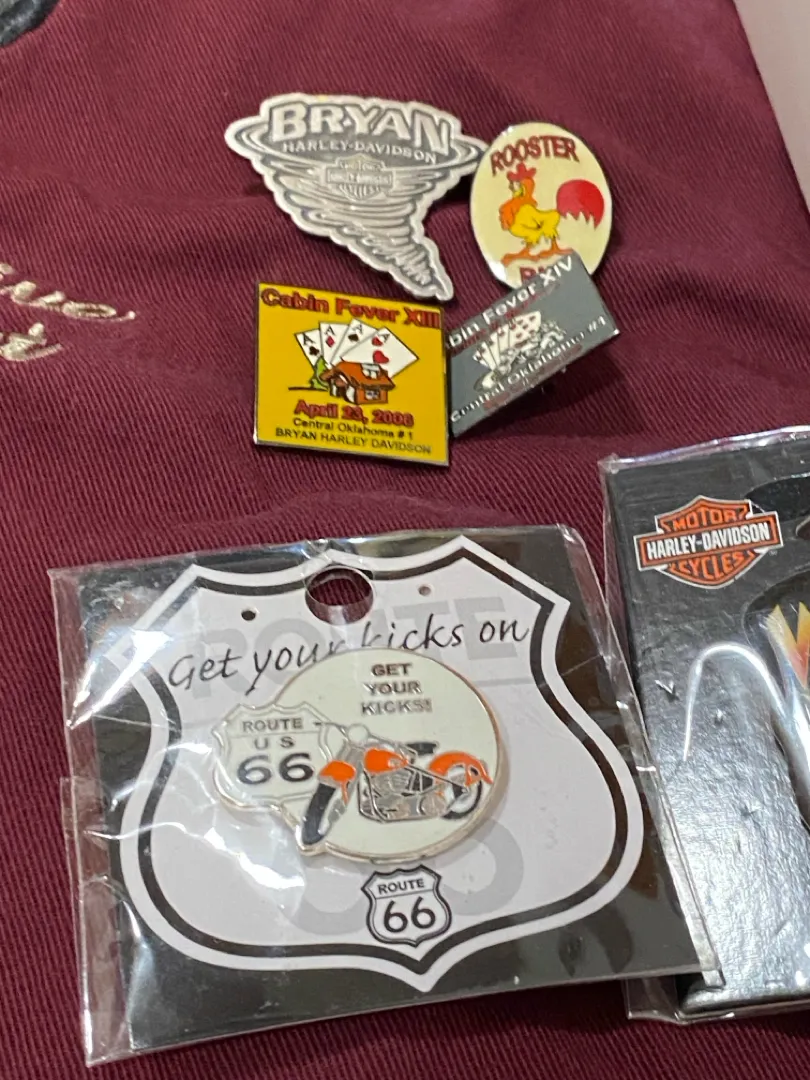 BRYAN
HARLEY-DAVIDSON
ROOSTER
Cabin Fever XIII
April 23, 2006
Central Oklahoma # 1
BRYAN HARLEY DAVIDSON
bin Fever XIV
Central Oklahoma #1
MOTOR
HARLEY-DAVIDSON
CYCLES
Get your kicks on
ROUTE
GET
YOUR
KICKS!
ROUTE
U S
66
ROUTE
66